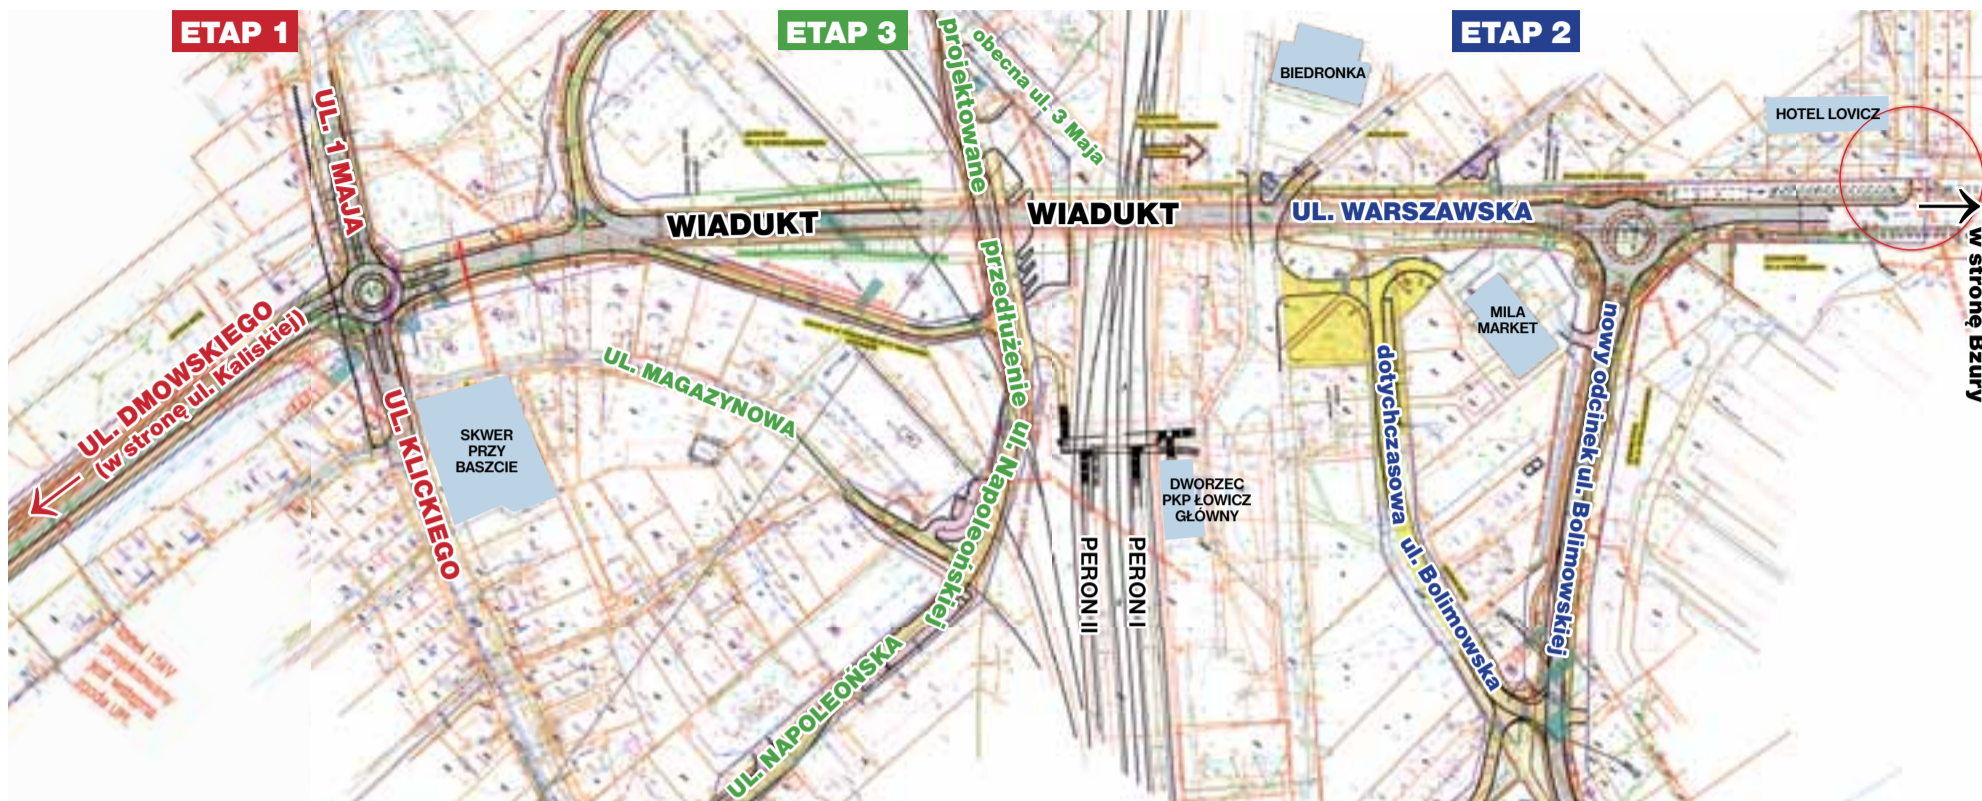 ETAP 1
ETAP 3
ETAP 2
UL. 1 MAJA
projektowane
przedłużenie
ul. Napoleońskiej
obecna ul. 3 Maja
BIEDRONKA
HOTEL LOVICZ
WIADUKT
WIADUKT
UL. WARSZAWSKA
w stronę Bzury
UL. DMOWSKIEGO
(w stronę ul. Kaliskiej)
UL. KLICKIEGO
SKWER
PRZY
BASZCIE
UL. MAGAZYNOWA
UL. NAPOLEOŃSKA
DWORZEC
PKP ŁOWICZ
GŁÓWNY
PERON II
PERON I
MILA
MARKET
dotychczasowa
ul. Bolimowska
nowy odcinek ul. Bolimowskiej